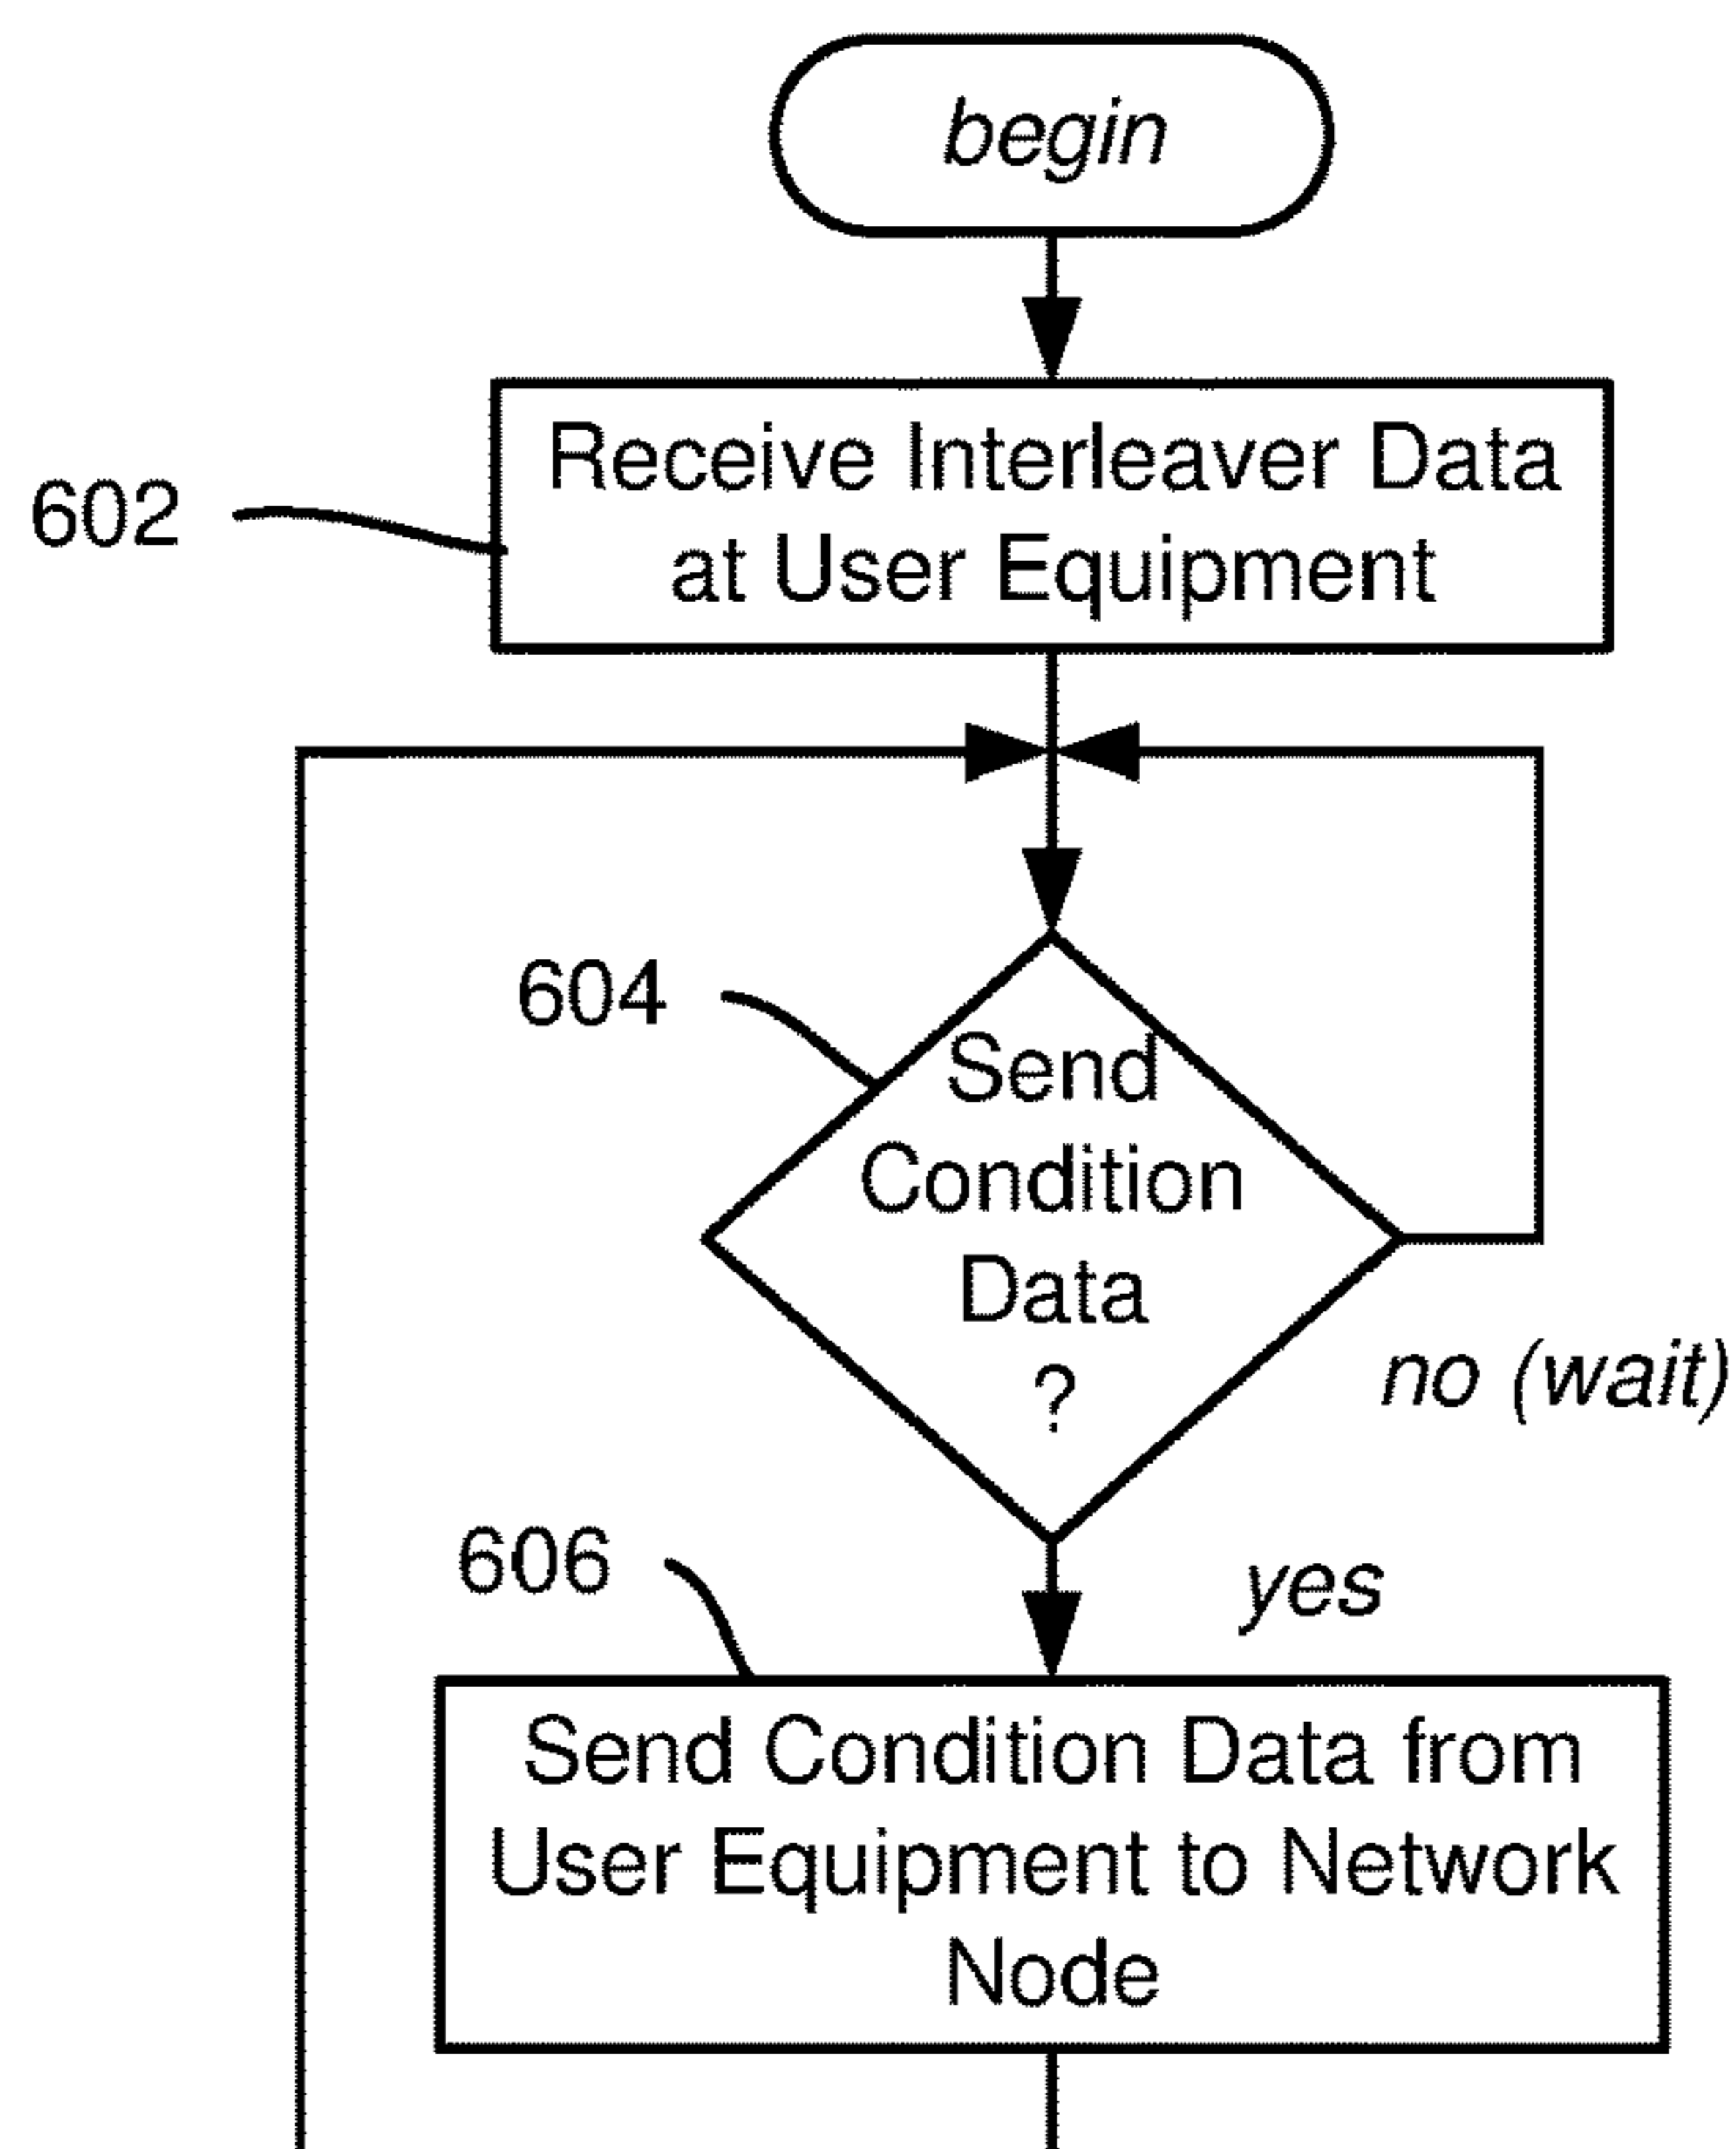 begin
Receive Interleaver Data
at User Equipment
602
604
Send
Condition
Data
?
no (wait)
606
yes
Send Condition Data from
User Equipment to Network
Node